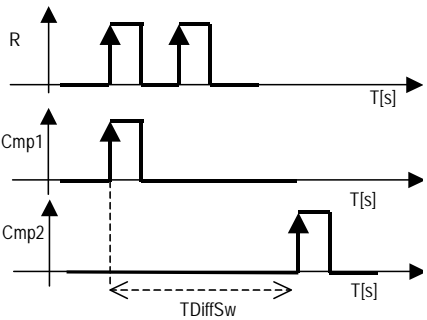 R
T[s]
Cmp1
T[s]
Cmp2
T[s]
TDiffSw